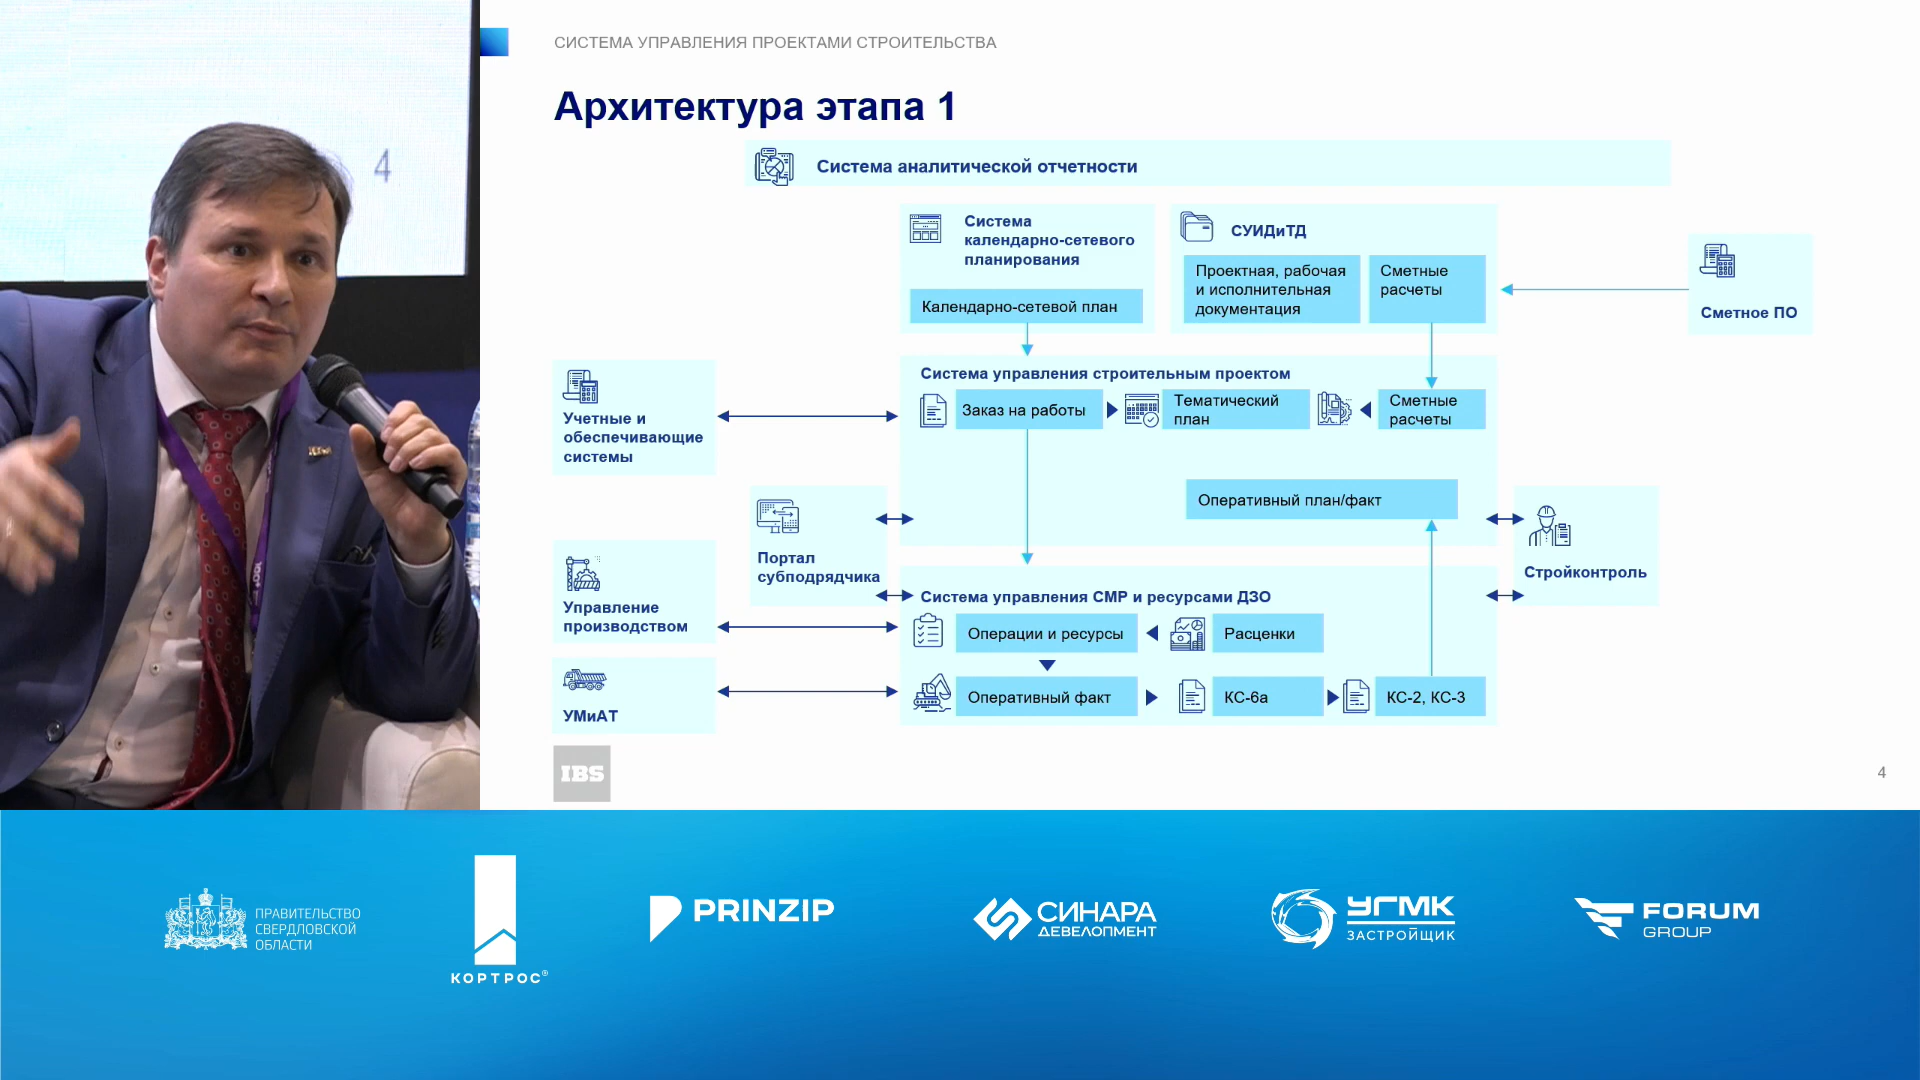 СИСТЕМА УПРАВЛЕНИЯ ПРОЕКТАМИ СТРОИТЕЛЬСТВА
Архитектура этапа 1
4
Система аналитической отчетности
Система
календарно-сетевого
планирования
Календарно-сетевой план
СУИДиТД
Проектная, рабочая
и исполнительная
документация
Сметные
расчеты
Сметное ПО
Учетные и
обеспечивающие
системы
Система управления строительным проектом
Заказ на работы
Тематический
план
Сметные
расчеты
Оперативный план/факт
Портал
субподрядчика
Стройконтроль
Управление
производством
Система управления СМР и ресурсами ДЗО
Операции и ресурсы
Расценки
УМиАТ
Оперативный факт
КС-6а
КС-2, КС-3
IBS
4
ПРАВИТЕЛЬСТВО
СВЕРДЛОВСКОЙ
ОБЛАСТИ
КОРТРОС®
PRINZIP
СИНАРА
ДЕВЕЛОПМЕНТ
УГМК
ЗАСТРОЙЩИК
FORUM
GROUP